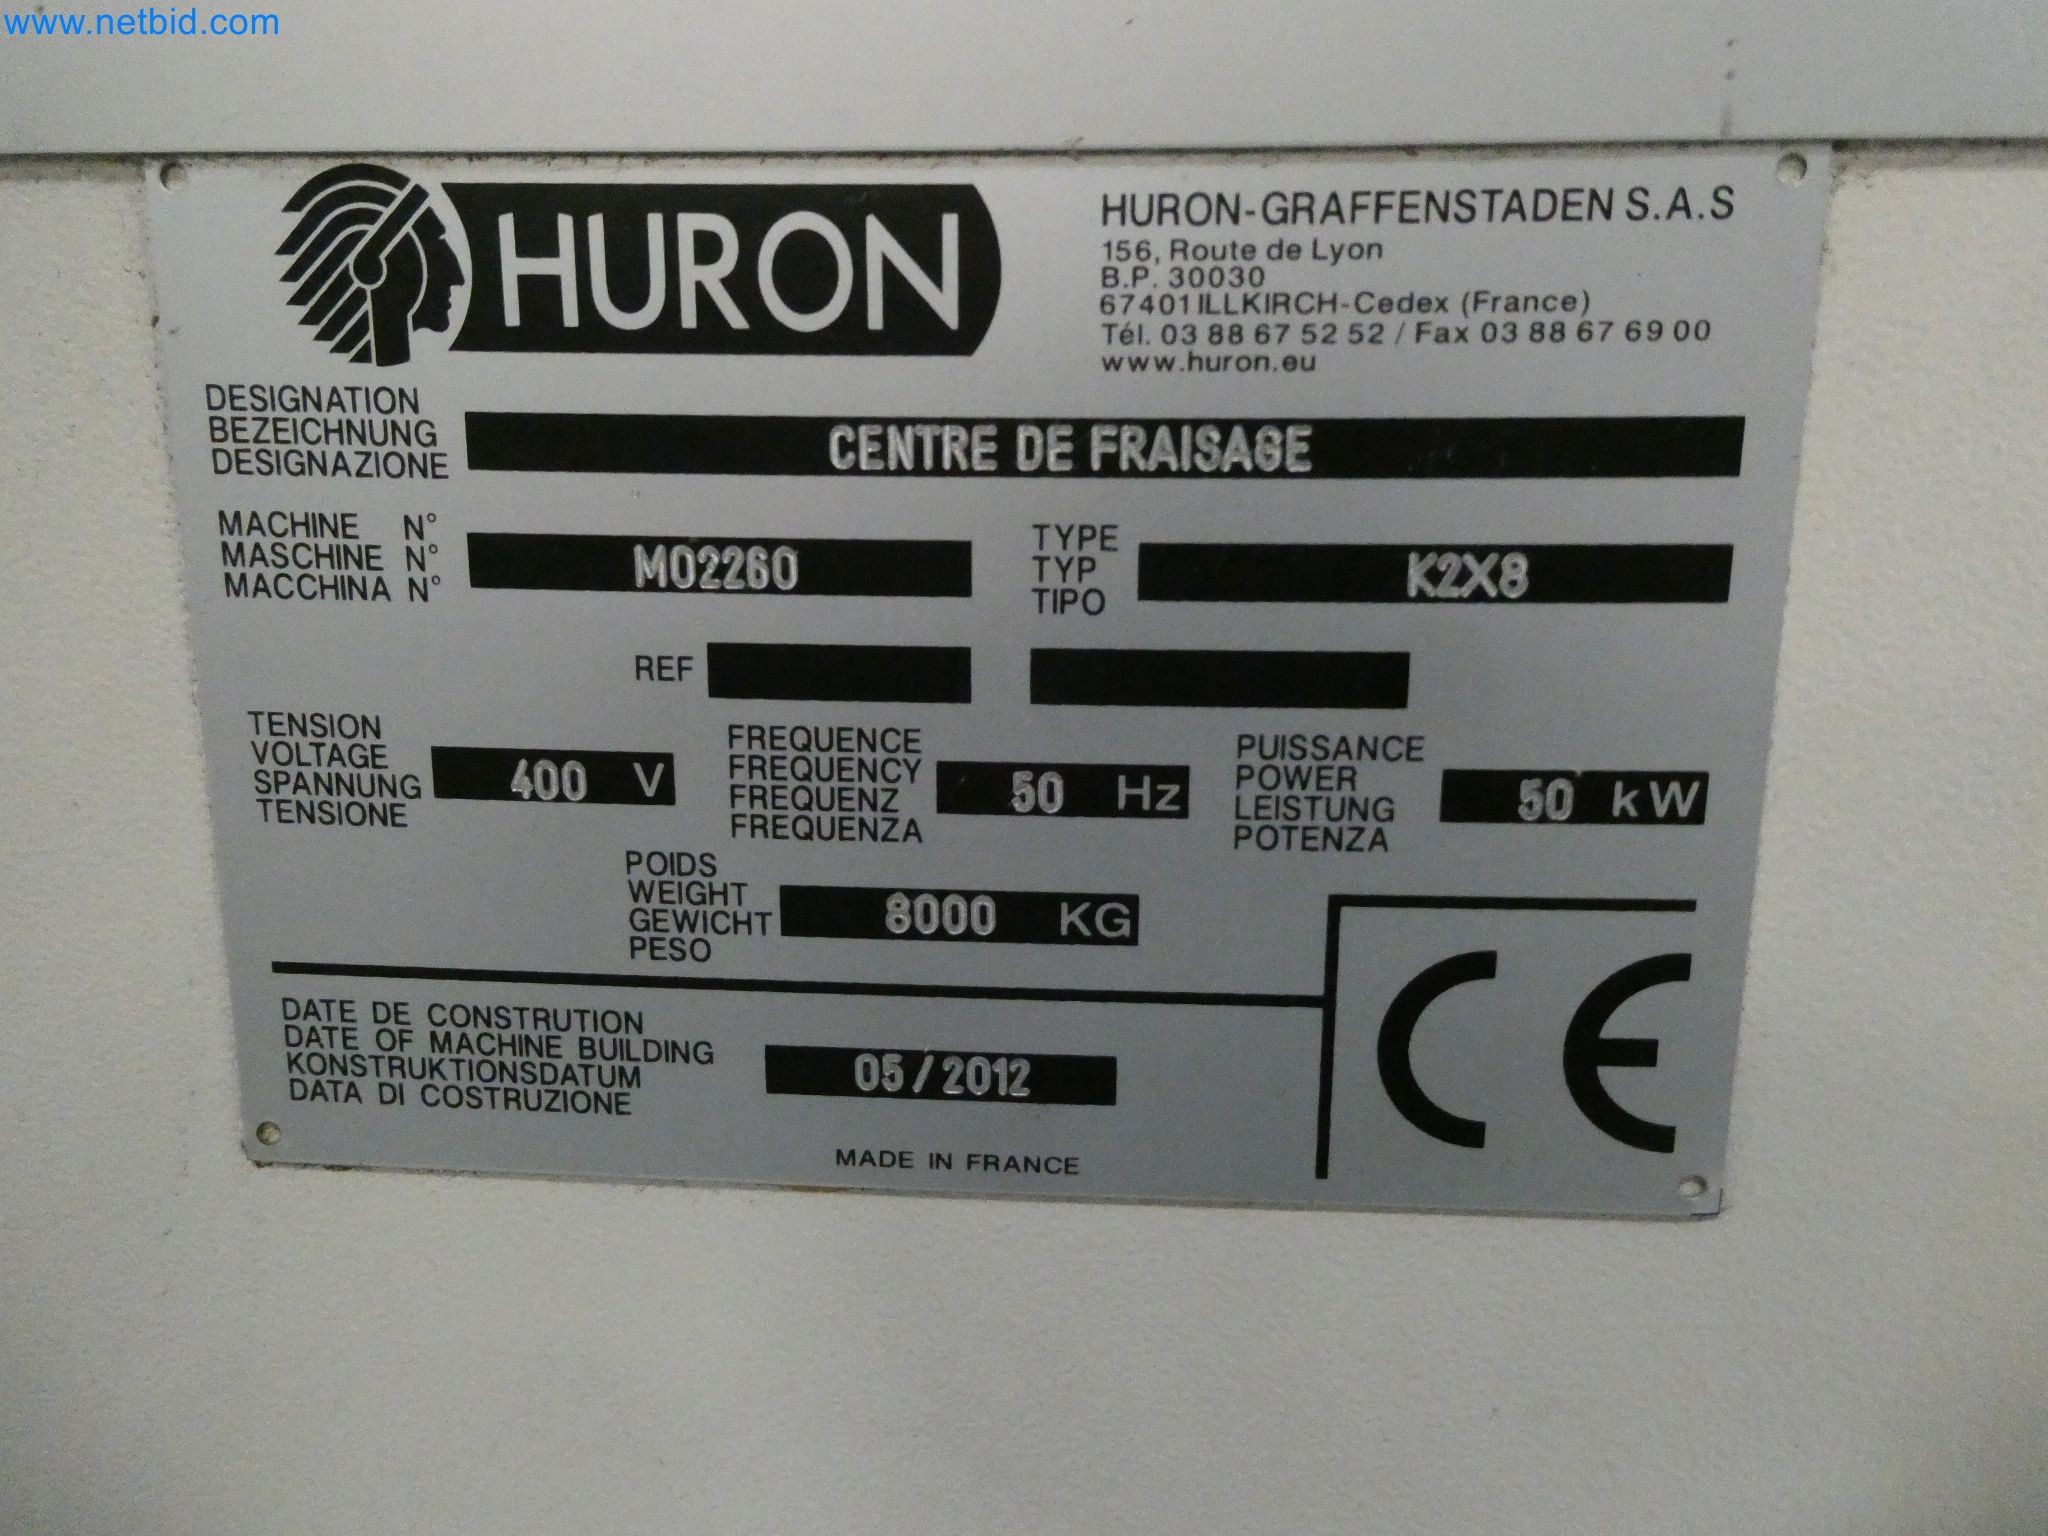 www.netbid.com
HURON
HURON-GRAFFENSTADEN S.A.S
156, Route de Lyon
B.P. 30030
67401 ILLKIRCH-Cedex (France)
Tél. 03 88 67 52 52 / Fax 03 88 67 69 00
www.huron.eu
DESIGNATION
BEZEICHNUNG
DESIGNAZIONE
CENTRE DE FRAISAGE
MACHINE N°
MASCHINE N°
MACCHINA N°
M02260
TYPE
TYP
TIPO
K2X8
REF
TENSION
VOLTAGE
SPANNUNG
TENSIONE
400 V
FREQUENCE
FREQUENCY
FREQUENZ
FREQUENZA
50 Hz
PUISSANCE
POWER
LEISTUNG
POTENZA
50 kW
POIDS
WEIGHT
GEWICHT
PESO
8000 KG
DATE DE CONSTRUTION
DATE OF MACHINE BUILDING
KONSTRUKTIONSDATUM
DATA DI COSTRUZIONE
05/2012
MADE IN FRANCE
CE